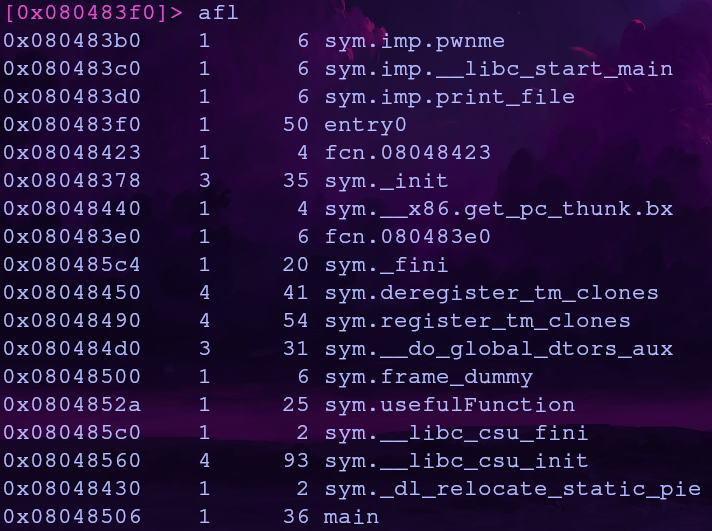 [0x080483f0]> afl
0x080483b0    1      6 sym.imp.pwnme
0x080483c0    1      6 sym.imp.__libc_start_main
0x080483d0    1      6 sym.imp.print_file
0x080483f0    1     50 entry0
0x08048423    1      4 fcn.08048423
0x08048378    3     35 sym._init
0x08048440    1      4 sym.__x86.get_pc_thunk.bx
0x080483e0    1      6 fcn.080483e0
0x080485c4    1     20 sym._fini
0x08048450    4     41 sym.deregister_tm_clones
0x08048490    4     54 sym.register_tm_clones
0x080484d0    3     31 sym.__do_global_dtors_aux
0x08048500    1      6 sym.frame_dummy
0x0804852a    1     25 sym.usefulFunction
0x080485c0    1      2 sym.__libc_csu_fini
0x08048560    4     93 sym.__libc_csu_init
0x08048430    1      2 sym._dl_relocate_static_pie
0x08048506    1     36 main